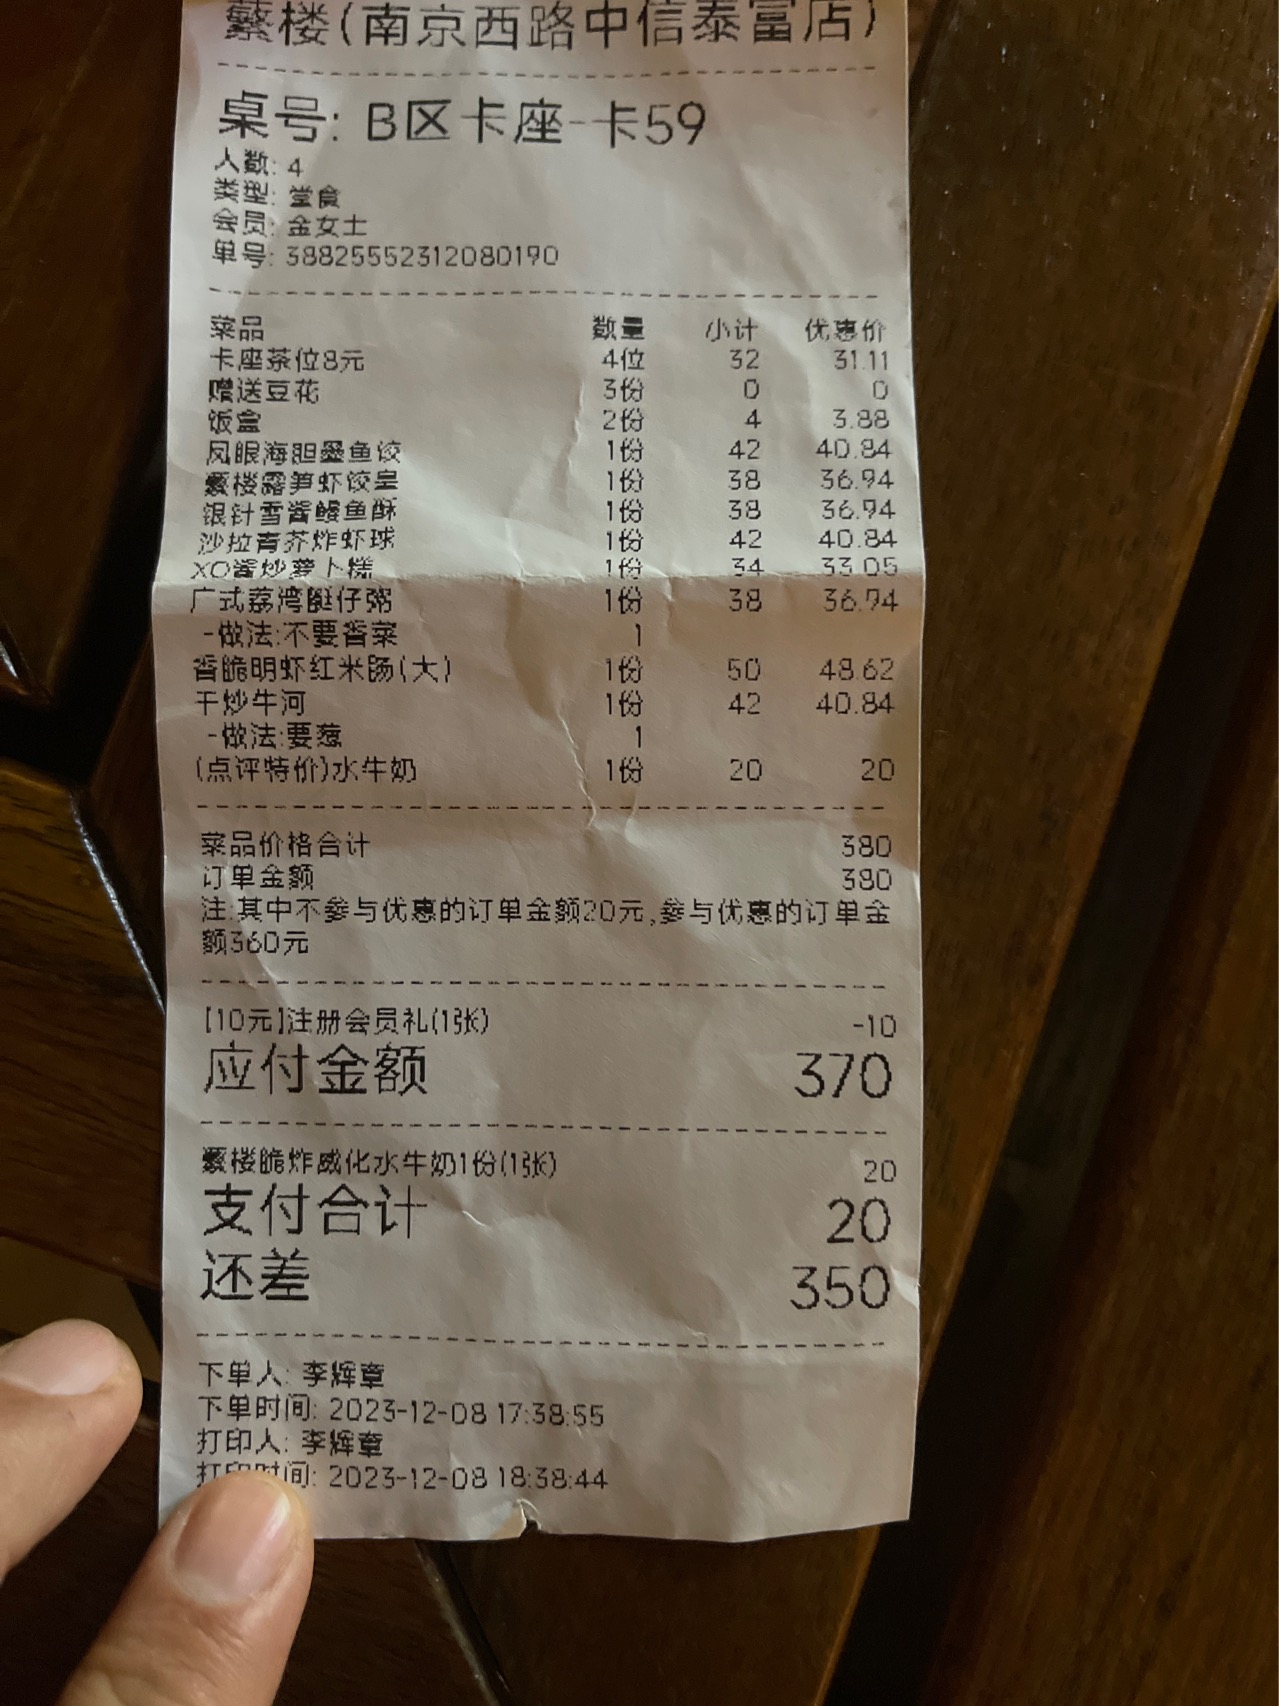 蘩楼(南京西路中信泰富店)
桌号: B区卡座-卡59
人数: 4
类型: 堂食
会员: 金女士
单号: 38825552312080190
菜品 数量 小计 优惠价
卡座茶位8元 4位 32 31.11
赠送豆花 3份 0 0
饭盒 2份 4 3.88
凤眼海胆墨鱼饺 1份 42 40.84
蘩楼露笋虾饺皇 1份 38 36.94
银针雪酱鳗鱼酥 1份 38 36.94
沙拉青芥炸虾球 1份 42 40.84
XO酱炒萝卜糕 1份 34 33.05
广式荔湾艇仔粥 1份 38 36.94
-做法:不要香菜 1
香脆明虾红米肠(大) 1份 50 48.62
干炒牛河 1份 42 40.84
-做法:要葱 1
(点评特价)水牛奶 1份 20 20
菜品价格合计 380
订单金额 380
注:其中不参与优惠的订单金额20元,参与优惠的订单金
额360元
[10元]注册会员礼(1张) -10
应付金额 370
蘩楼脆炸威化水牛奶1份(1张) 20
支付合计 20
还差 350
下单人: 李辉章
下单时间: 2023-12-08 17:38:55
打印人: 李辉章
打印时间: 2023-12-08 18:38:44